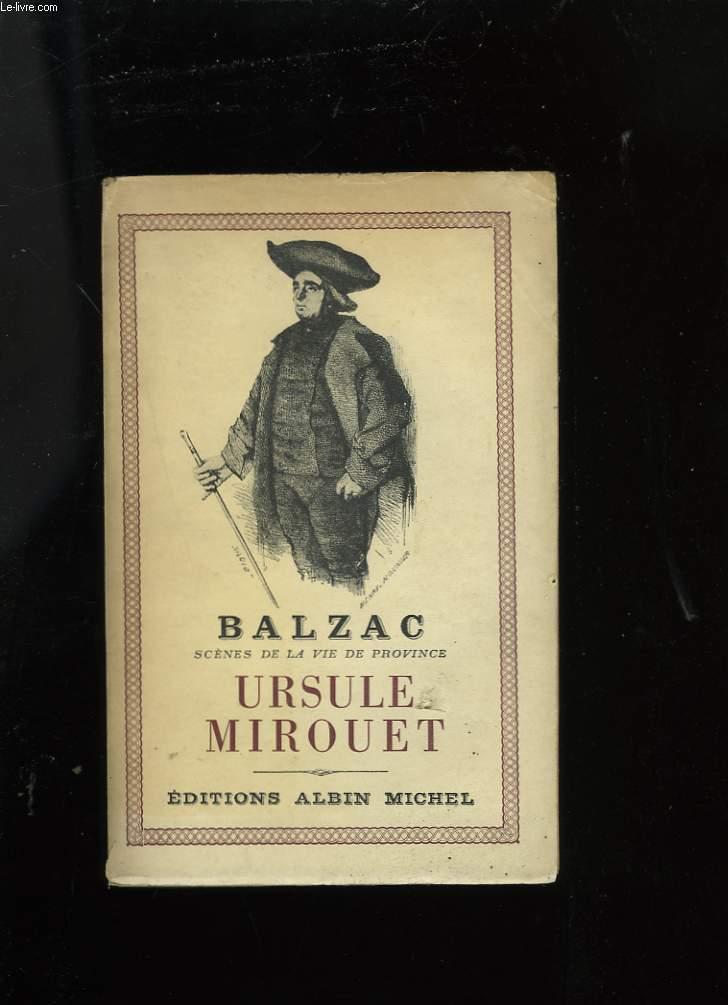 Le-livre.com
BALZAC
SCÈNES DE LA VIE DE PROVINCE
URSULE
MIROUET
ÉDITIONS ALBIN MICHEL